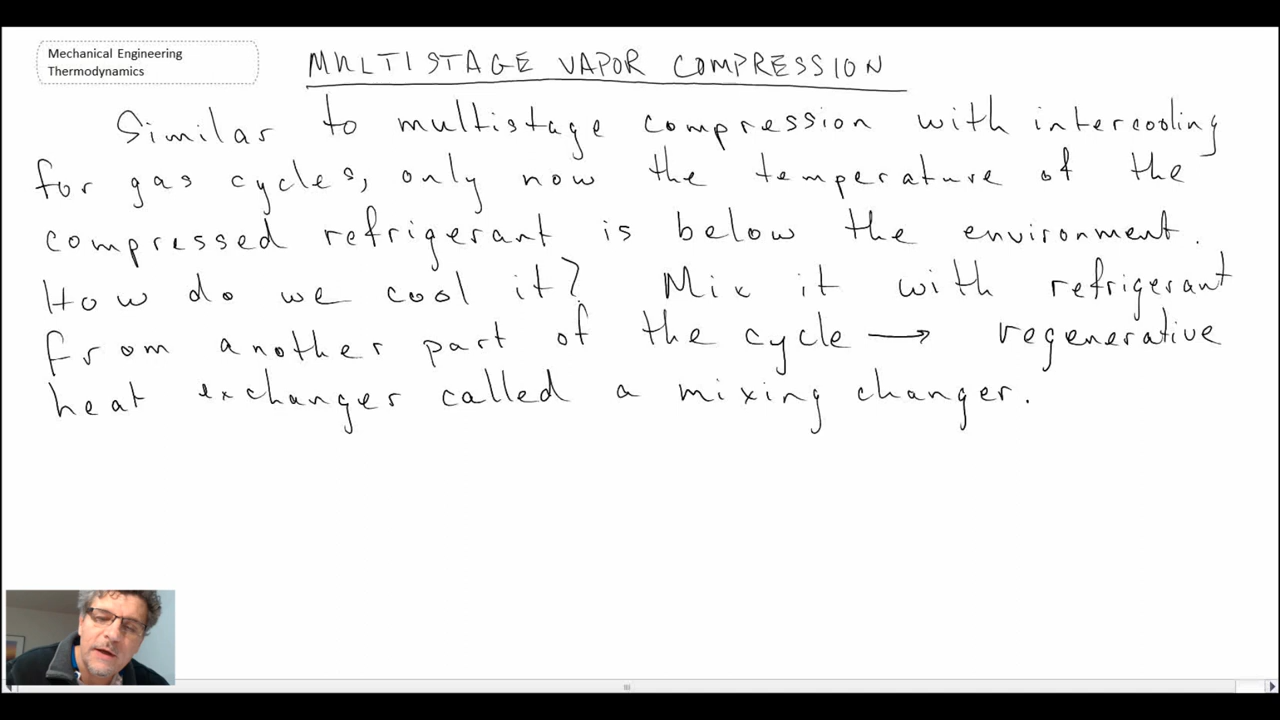 Mechanical Engineering
Thermodynamics
MULTISTAGE VAPOR COMPRESSION
Similar to multistage compression with intercooling
for gas cycles, only now the temperature of the
compressed refrigerant is below the environment.
How do we cool it? Mix it with refrigerant
from another part of the cycle → regenerative
heat exchanger called a mixing changer.